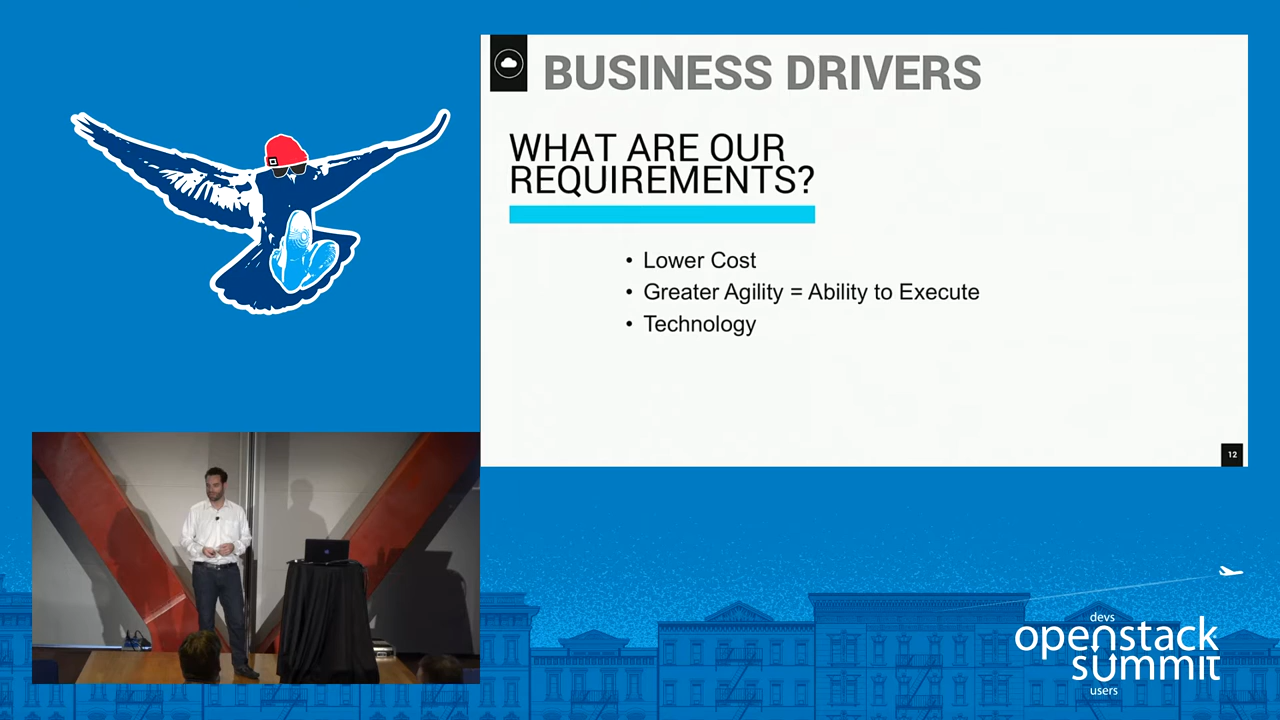 BUSINESS DRIVERS
WHAT ARE OUR
REQUIREMENTS?
• Lower Cost
• Greater Agility = Ability to Execute
• Technology
12
devs
openstack
summit
users